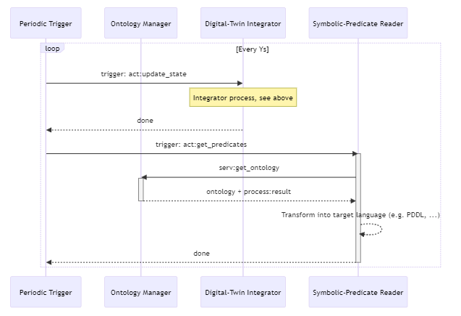 Periodic Trigger
Ontology Manager
Digital-Twin Integrator
Symbolic-Predicate Reader
loop
[Every Ys]
trigger: act:update_state
Integrator process, see above
done
trigger: act:get_predicates
serv:get_ontology
ontology + process:result
Transform into target language (e.g. PDDL, ...)
done
Periodic Trigger
Ontology Manager
Digital-Twin Integrator
Symbolic-Predicate Reader